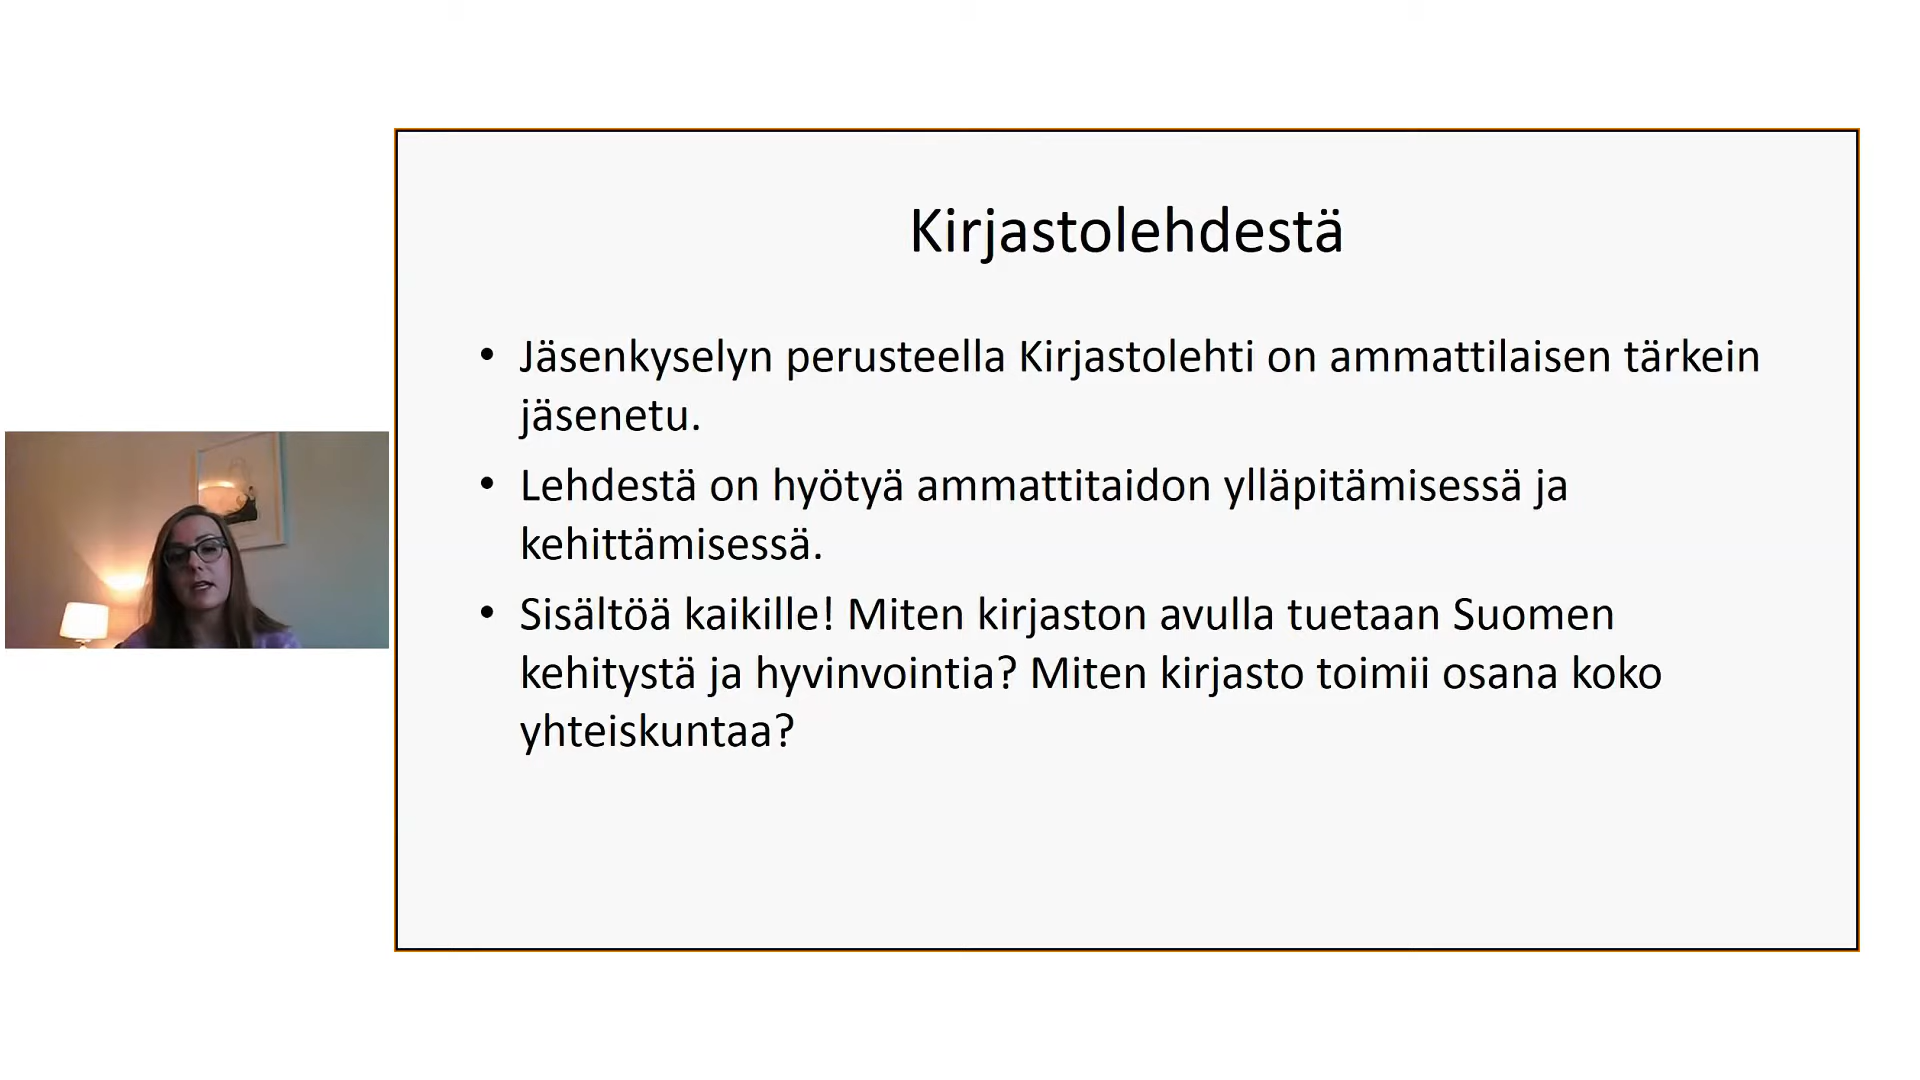 Kirjastolehdestä
• Jäsenkyselyn perusteella Kirjastolehti on ammattilaisen tärkein
jäsenetu.
• Lehdestä on hyötyä ammattitaidon ylläpitämisessä ja
kehittämisessä.
• Sisältöä kaikille! Miten kirjaston avulla tuetaan Suomen
kehitystä ja hyvinvointia? Miten kirjasto toimii osana koko
yhteiskuntaa?